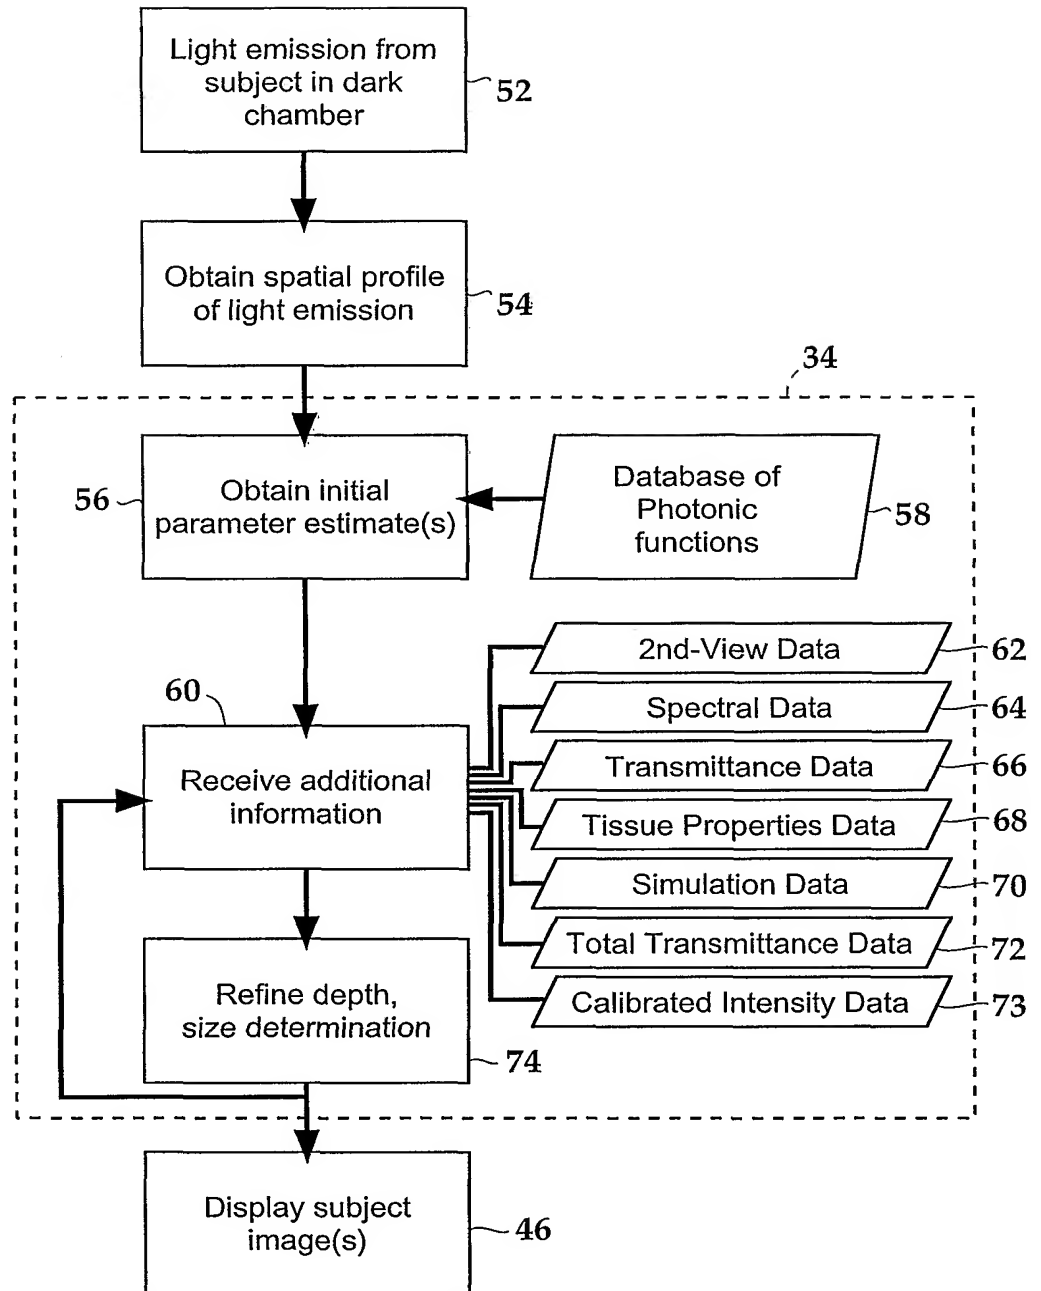 Light emission from
subject in dark
chamber
52
Obtain spatial profile
of light emission
54
34
56
Obtain initial
parameter estimate(s)
Database of
Photonic
functions
58
60
Receive additional
information
2nd-View Data
62
Spectral Data
64
Transmittance Data
66
Tissue Properties Data
68
Simulation Data
70
Total Transmittance Data
72
Calibrated Intensity Data
73
Refine depth,
size determination
74
Display subject
image(s)
46